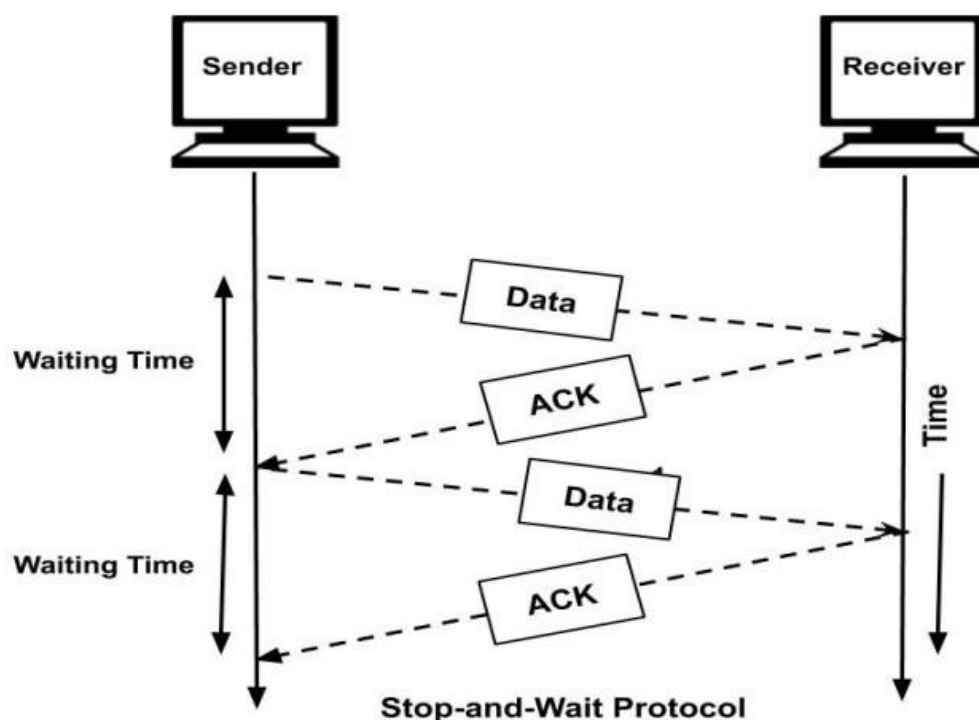 Sender
Receiver
Data
Waiting Time
ACK
Time
Data
Waiting Time
ACK
Stop-and-Wait Protocol